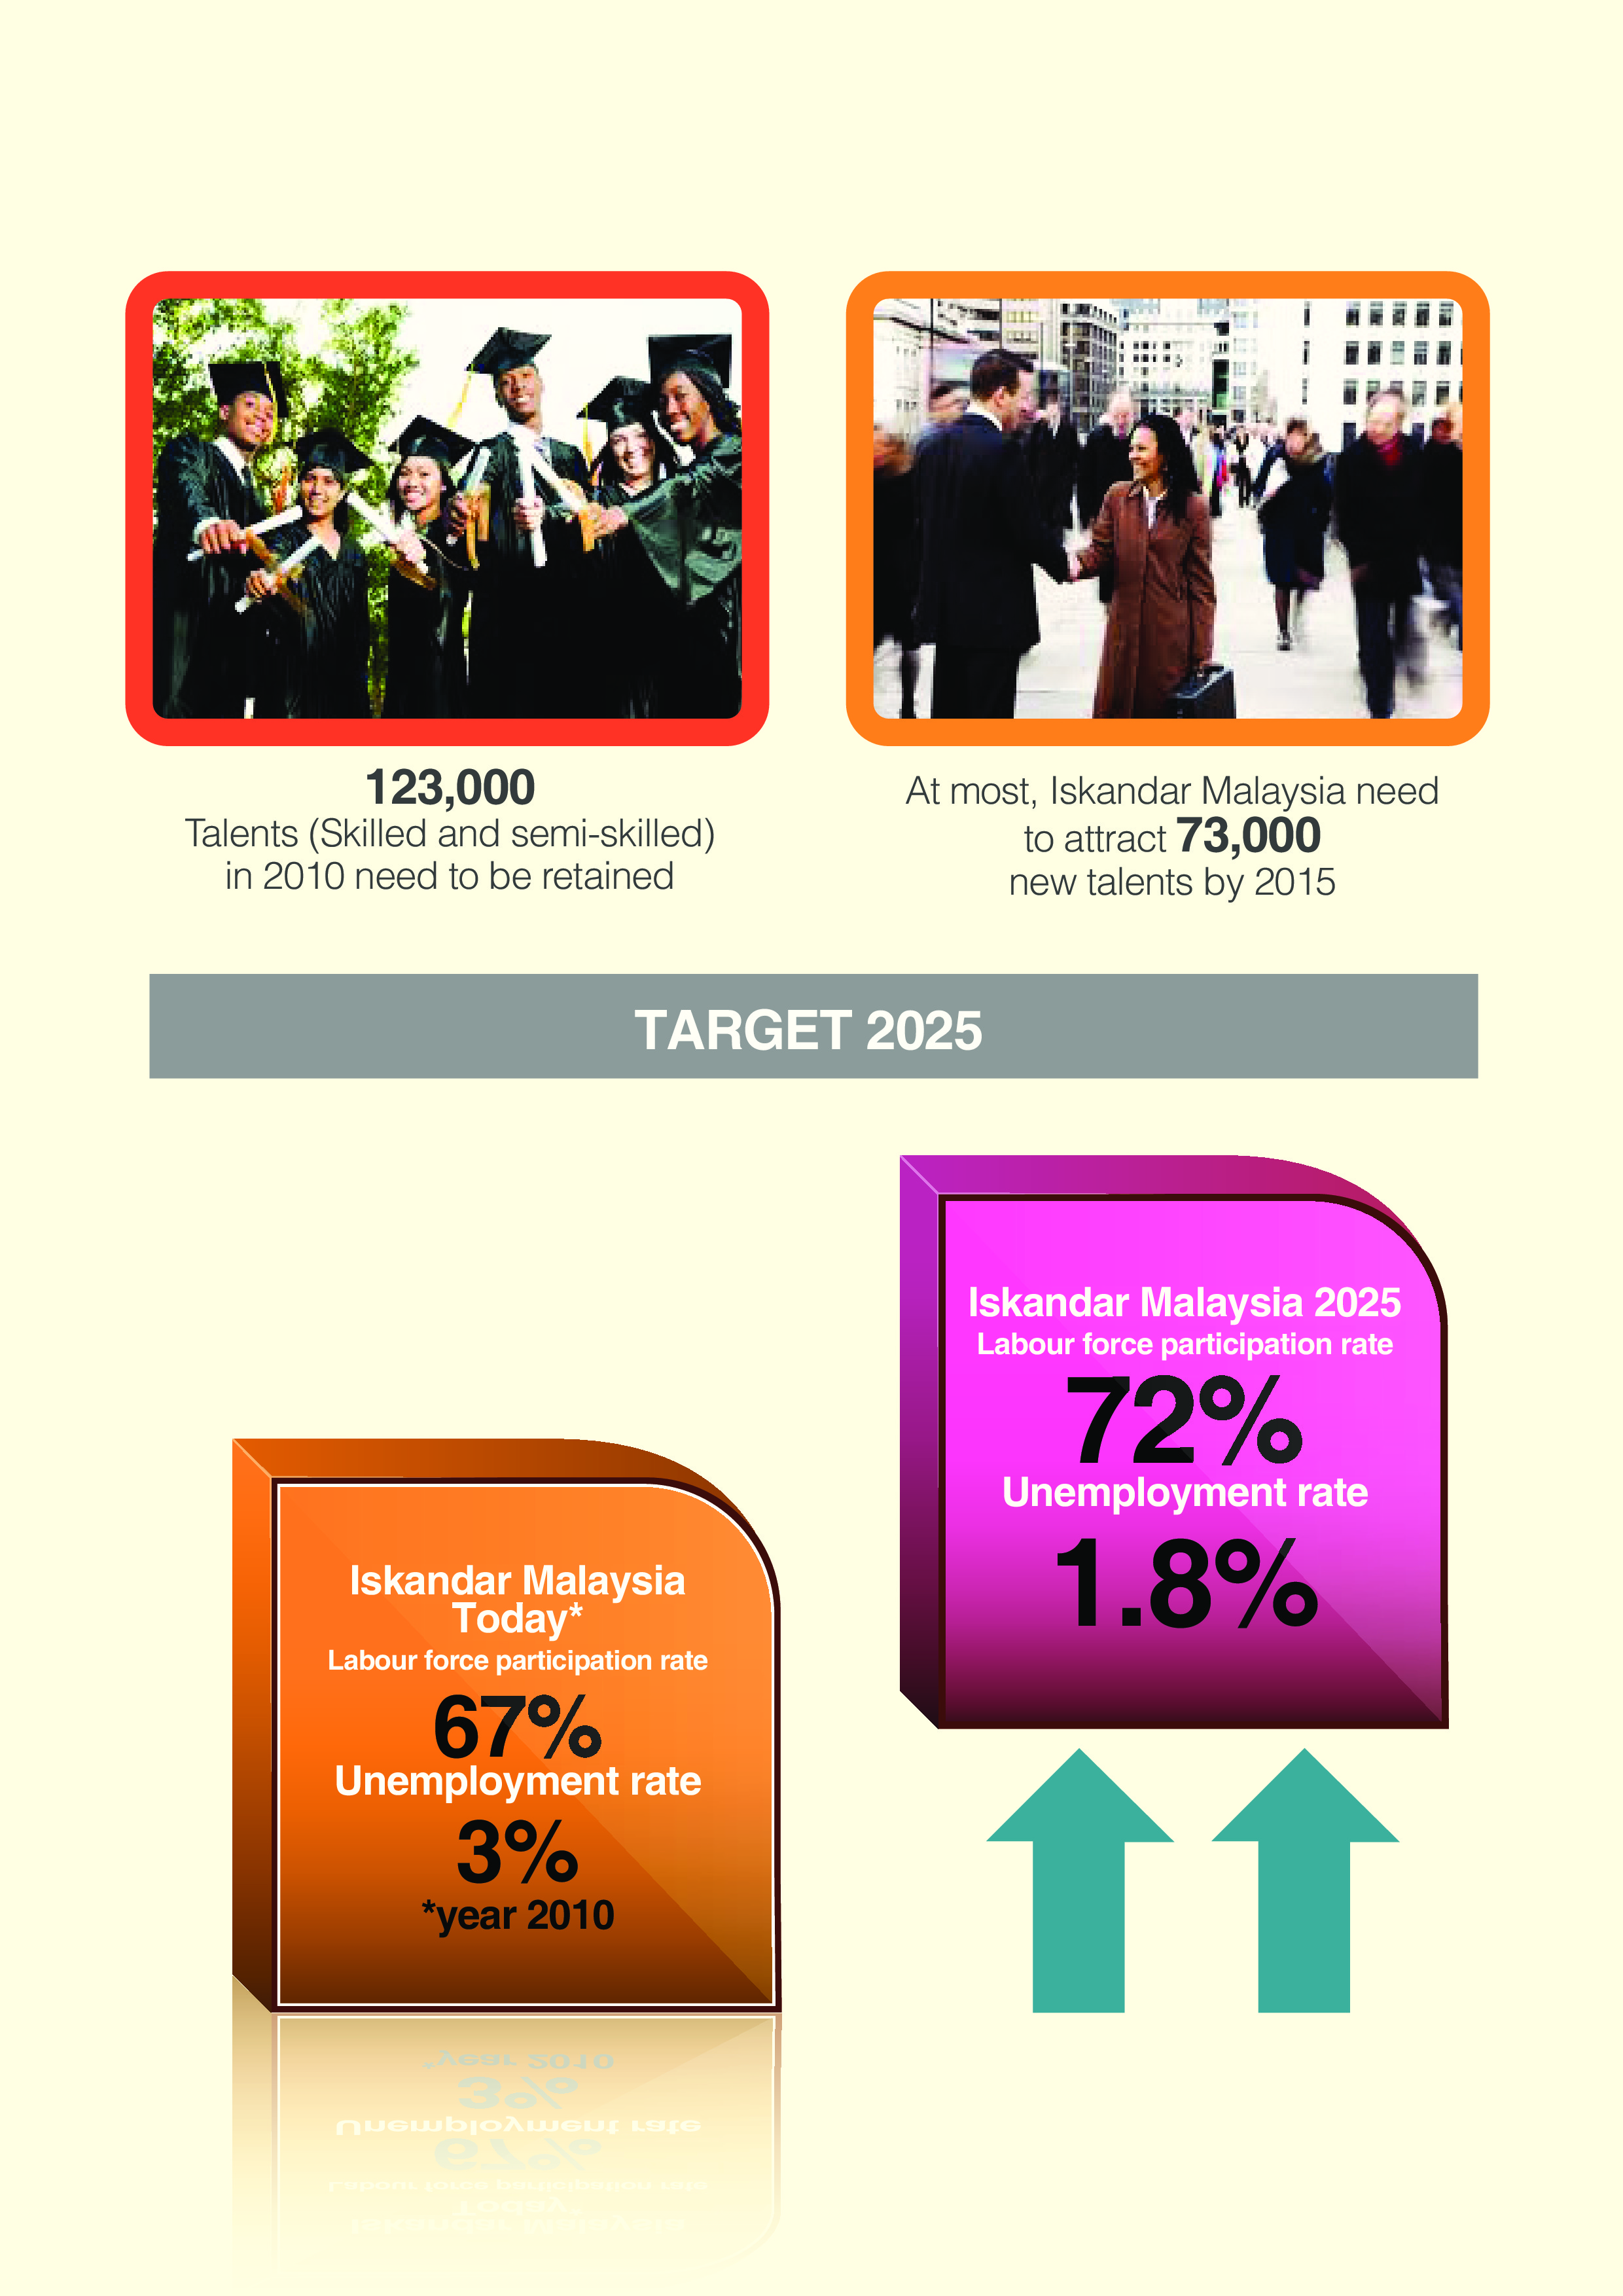 123,000
Talents (Skilled and semi-skilled)
in 2010 need to be retained
At most, Iskandar Malaysia need
to attract 73,000
new talents by 2015
TARGET 2025
Iskandar Malaysia 2025
Labour force participation rate
72%
Unemployment rate
1.8%
Iskandar Malaysia
Today*
Labour force participation rate
67%
Unemployment rate
3%
*year 2010